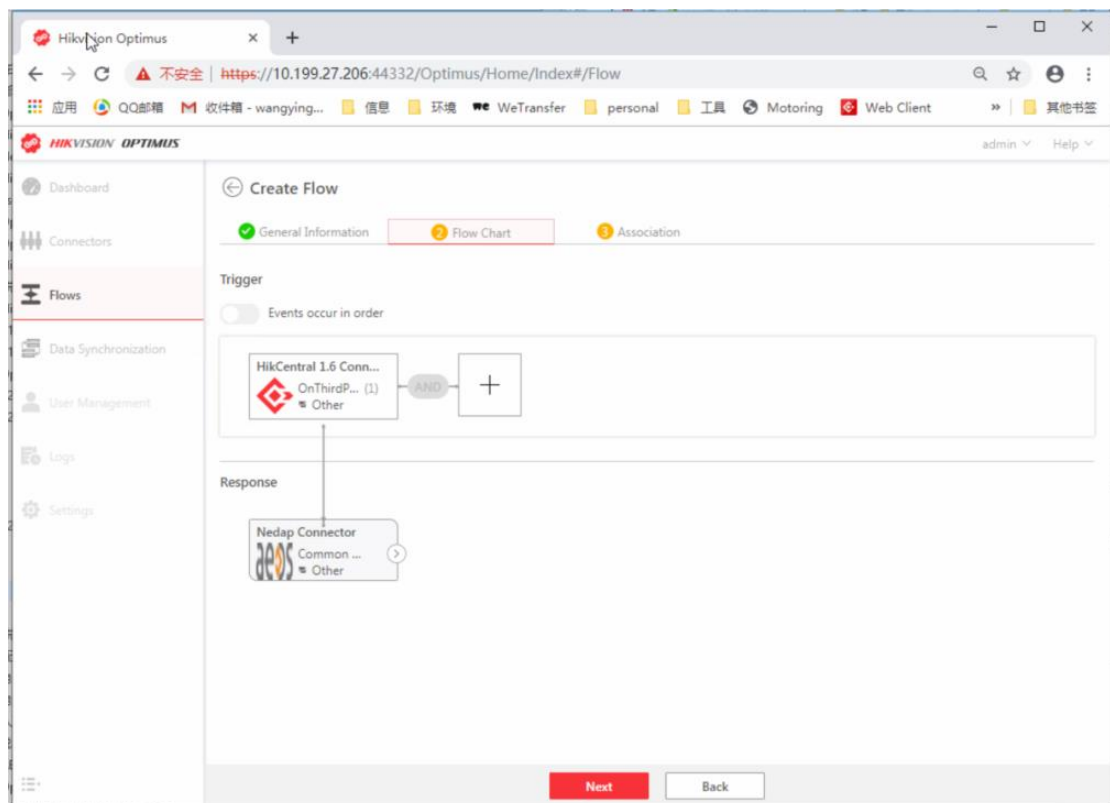 Hikvision Optimus
不安全 | https://10.199.27.206:44332/Optimus/Home/Index#/Flow
应用 QQ邮箱 收件箱 - wangying... 信息 环境 we WeTransfer personal 工具 Motoring Web Client » 其他书签
HIKVISION OPTIMUS admin Help
Dashboard
Connectors
Flows
Data Synchronization
User Management
Logs
Settings
Create Flow
General Information 2 Flow Chart 3 Association
Trigger
Events occur in order
HikCentral 1.6 Conn...
OnThirdP... (1)
Other
AND
Response
Nedap Connector
aeos
Common ...
Other
Next Back